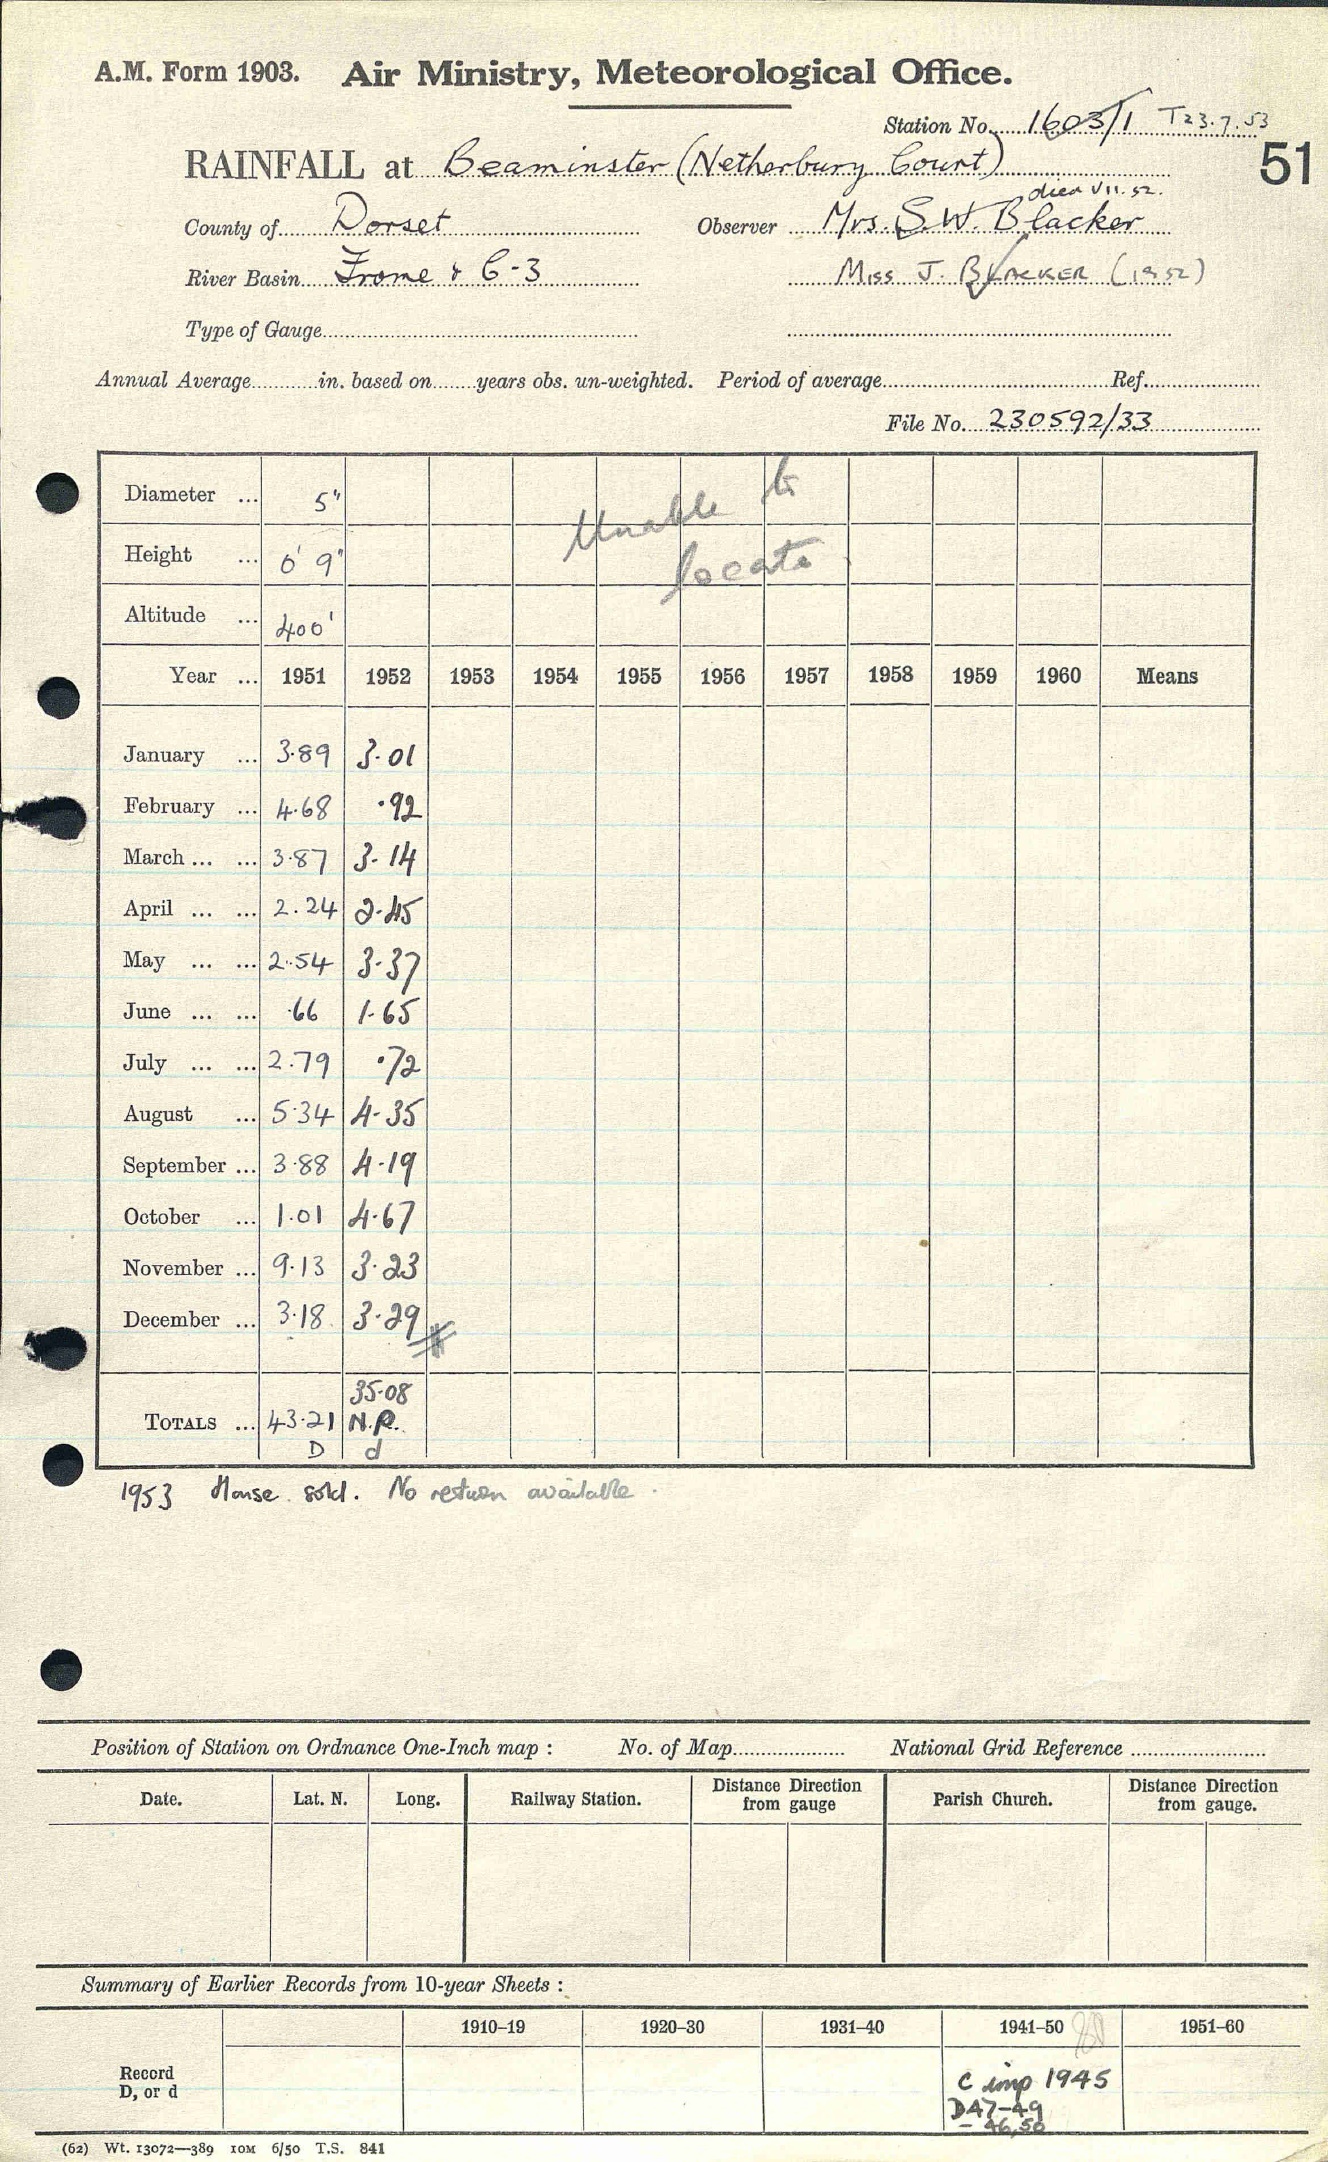 A.M. Form 1903. Air Ministry, Meteorological Office.
Station No. 1603/1 T23.7.53
51
RAINFALL at Beaminster (Netherbury Court)
died VII.52.
County of Dorset Observer Mrs. S.W. Blacker
River Basin Frome & C-3 Miss J. BLACKER (1952)
Type of Gauge
Annual Average in. based on years obs. un-weighted. Period of average Ref.
File No. 230592/33
Diameter ... 5"
Unable to
Height ... 0' 9"
locate
Altitude ... 400'
Year ... 1951 1952 1953 1954 1955 1956 1957 1958 1959 1960 Means
January ... 3.89 3.01
February ... 4.68 .92
March ... ... 3.87 3.14
April ... ... 2.24 2.45
May ... ... 2.54 3.37
June ... ... .66 1.65
July ... ... 2.79 .72
August ... 5.34 4.35
September ... 3.88 4.19
October ... 1.01 4.67
November ... 9.13 3.23
December ... 3.18 3.29
35.08
TOTALS ... 43.21 N.P.
D d
1953 House sold. No return available.
Position of Station on Ordnance One-Inch map : No. of Map National Grid Reference
Date. Lat. N. Long. Railway Station. Distance Direction from gauge Parish Church. Distance Direction from gauge.
Summary of Earlier Records from 10-year Sheets :
1910–19 1920–30 1931–40 1941–50 1951–60
Record
D, or d
C imp 1945
D47-49
- 46,50
(62) Wt. 13072—389 10M 6/50 T.S. 841